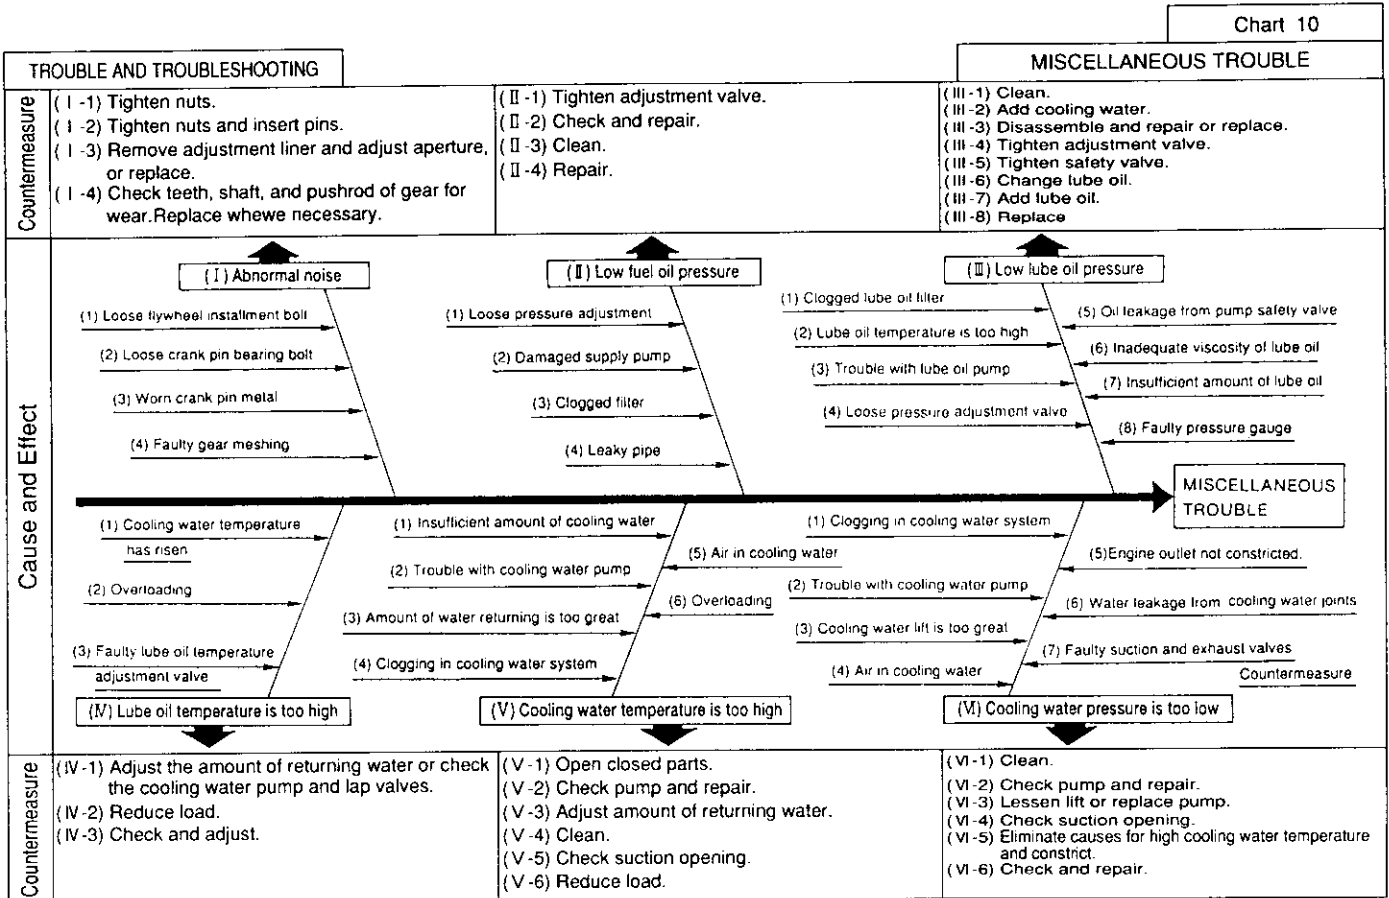 Chart 10
TROUBLE AND TROUBLESHOOTING
MISCELLANEOUS TROUBLE
Countermeasure
( I -1) Tighten nuts.
( I -2) Tighten nuts and insert pins.
( I -3) Remove adjustment liner and adjust aperture,
or replace.
( I -4) Check teeth, shaft, and pushrod of gear for
wear.Replace whewe necessary.
( II -1) Tighten adjustment valve.
( II -2) Check and repair.
( II -3) Clean.
( II -4) Repair.
(III -1) Clean.
(III -2) Add cooling water.
(III -3) Disassemble and repair or replace.
(III -4) Tighten adjustment valve.
(III -5) Tighten safety valve.
(III -6) Change lube oil.
(III -7) Add lube oil.
(III -8) Replace
Cause and Effect
( I ) Abnormal noise
(1) Loose flywheel installment bolt
(2) Loose crank pin bearing bolt
(3) Worn crank pin metal
(4) Faulty gear meshing
( II ) Low fuel oil pressure
(1) Loose pressure adjustment
(2) Damaged supply pump
(3) Clogged filter
(4) Leaky pipe
(III) Low lube oil pressure
(1) Clogged lube oil filter
(2) Lube oil temperature is too high
(3) Trouble with lube oil pump
(4) Loose pressure adjustment valve
(5) Oil leakage from pump safety valve
(6) Inadequate viscosity of lube oil
(7) Insufficient amount of lube oil
(8) Faulty pressure gauge
MISCELLANEOUS
TROUBLE
(1) Cooling water temperature
has risen
(2) Overloading
(3) Faulty lube oil temperature
adjustment valve
(IV) Lube oil temperature is too high
(1) Insufficient amount of cooling water
(2) Trouble with cooling water pump
(3) Amount of water returning is too great
(4) Clogging in cooling water system
(5) Air in cooling water
(6) Overloading
(V) Cooling water temperature is too high
(1) Clogging in cooling water system
(2) Trouble with cooling water pump
(3) Cooling water lift is too great
(4) Air in cooling water
(5)Engine outlet not constricted.
(6) Water leakage from cooling water joints
(7) Faulty suction and exhaust valves
Countermeasure
(VI) Cooling water pressure is too low
Countermeasure
(IV -1) Adjust the amount of returning water or check
the cooling water pump and lap valves.
(IV -2) Reduce load.
(IV -3) Check and adjust.
( V -1) Open closed parts.
( V -2) Check pump and repair.
( V -3) Adjust amount of returning water.
( V -4) Clean.
( V -5) Check suction opening.
( V -6) Reduce load.
(VI -1) Clean.
(VI -2) Check pump and repair.
(VI -3) Lessen lift or replace pump.
(VI -4) Check suction opening.
(VI -5) Eliminate causes for high cooling water temperature
and constrict.
(VI -6) Check and repair.